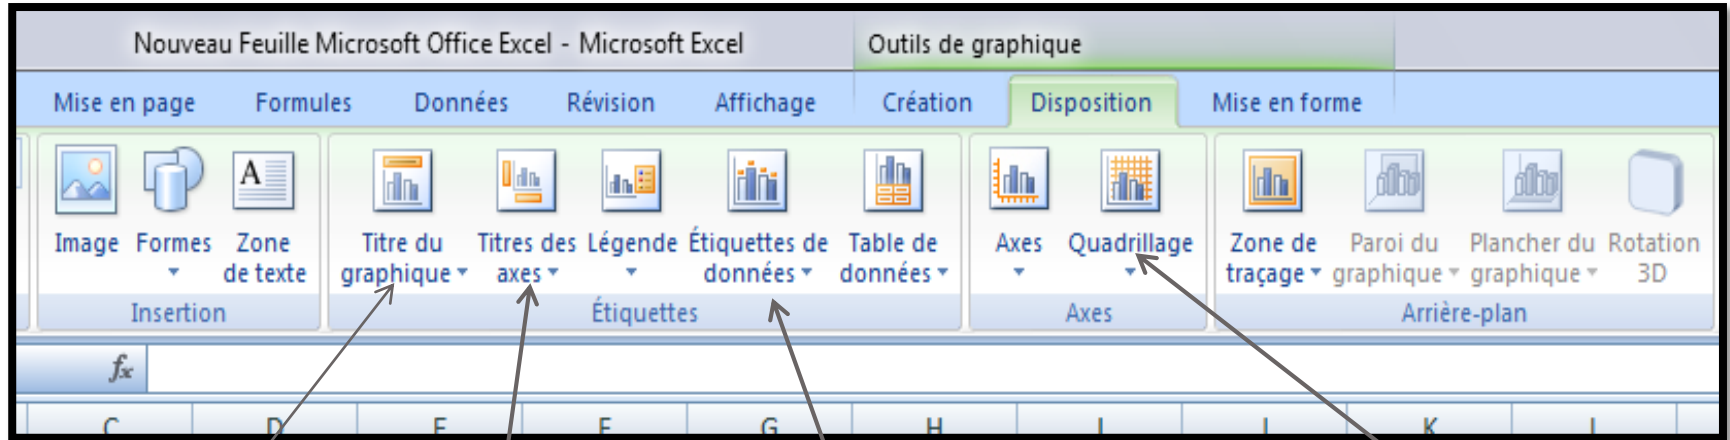 Nouveau Feuille Microsoft Office Excel - Microsoft Excel
Outils de graphique
Mise en page Formules Données Révision Affichage Création Disposition Mise en forme
Image Formes Zone de texte
Titre du graphique Titres des axes Légende Étiquettes de données Table de données
Axes Quadrillage
Zone de traçage Paroi du graphique Plancher du graphique Rotation 3D
Insertion Étiquettes Axes Arrière-plan
fx
C D E F G H I J K L